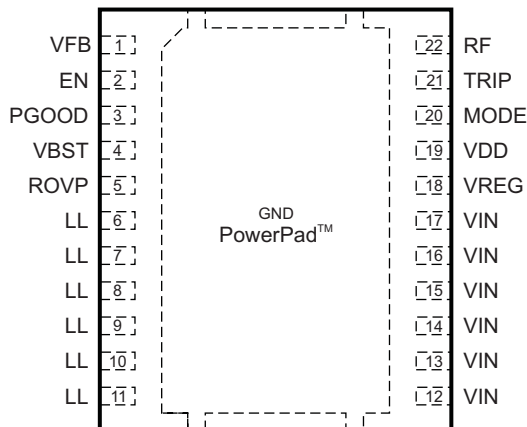 VFB 1 22 RF
EN 2 21 TRIP
PGOOD 3 20 MODE
VBST 4 19 VDD
ROVP 5 18 VREG
LL 6 17 VIN
GND
PowerPad™
LL 7 16 VIN
LL 8 15 VIN
LL 9 14 VIN
LL 10 13 VIN
LL 11 12 VIN